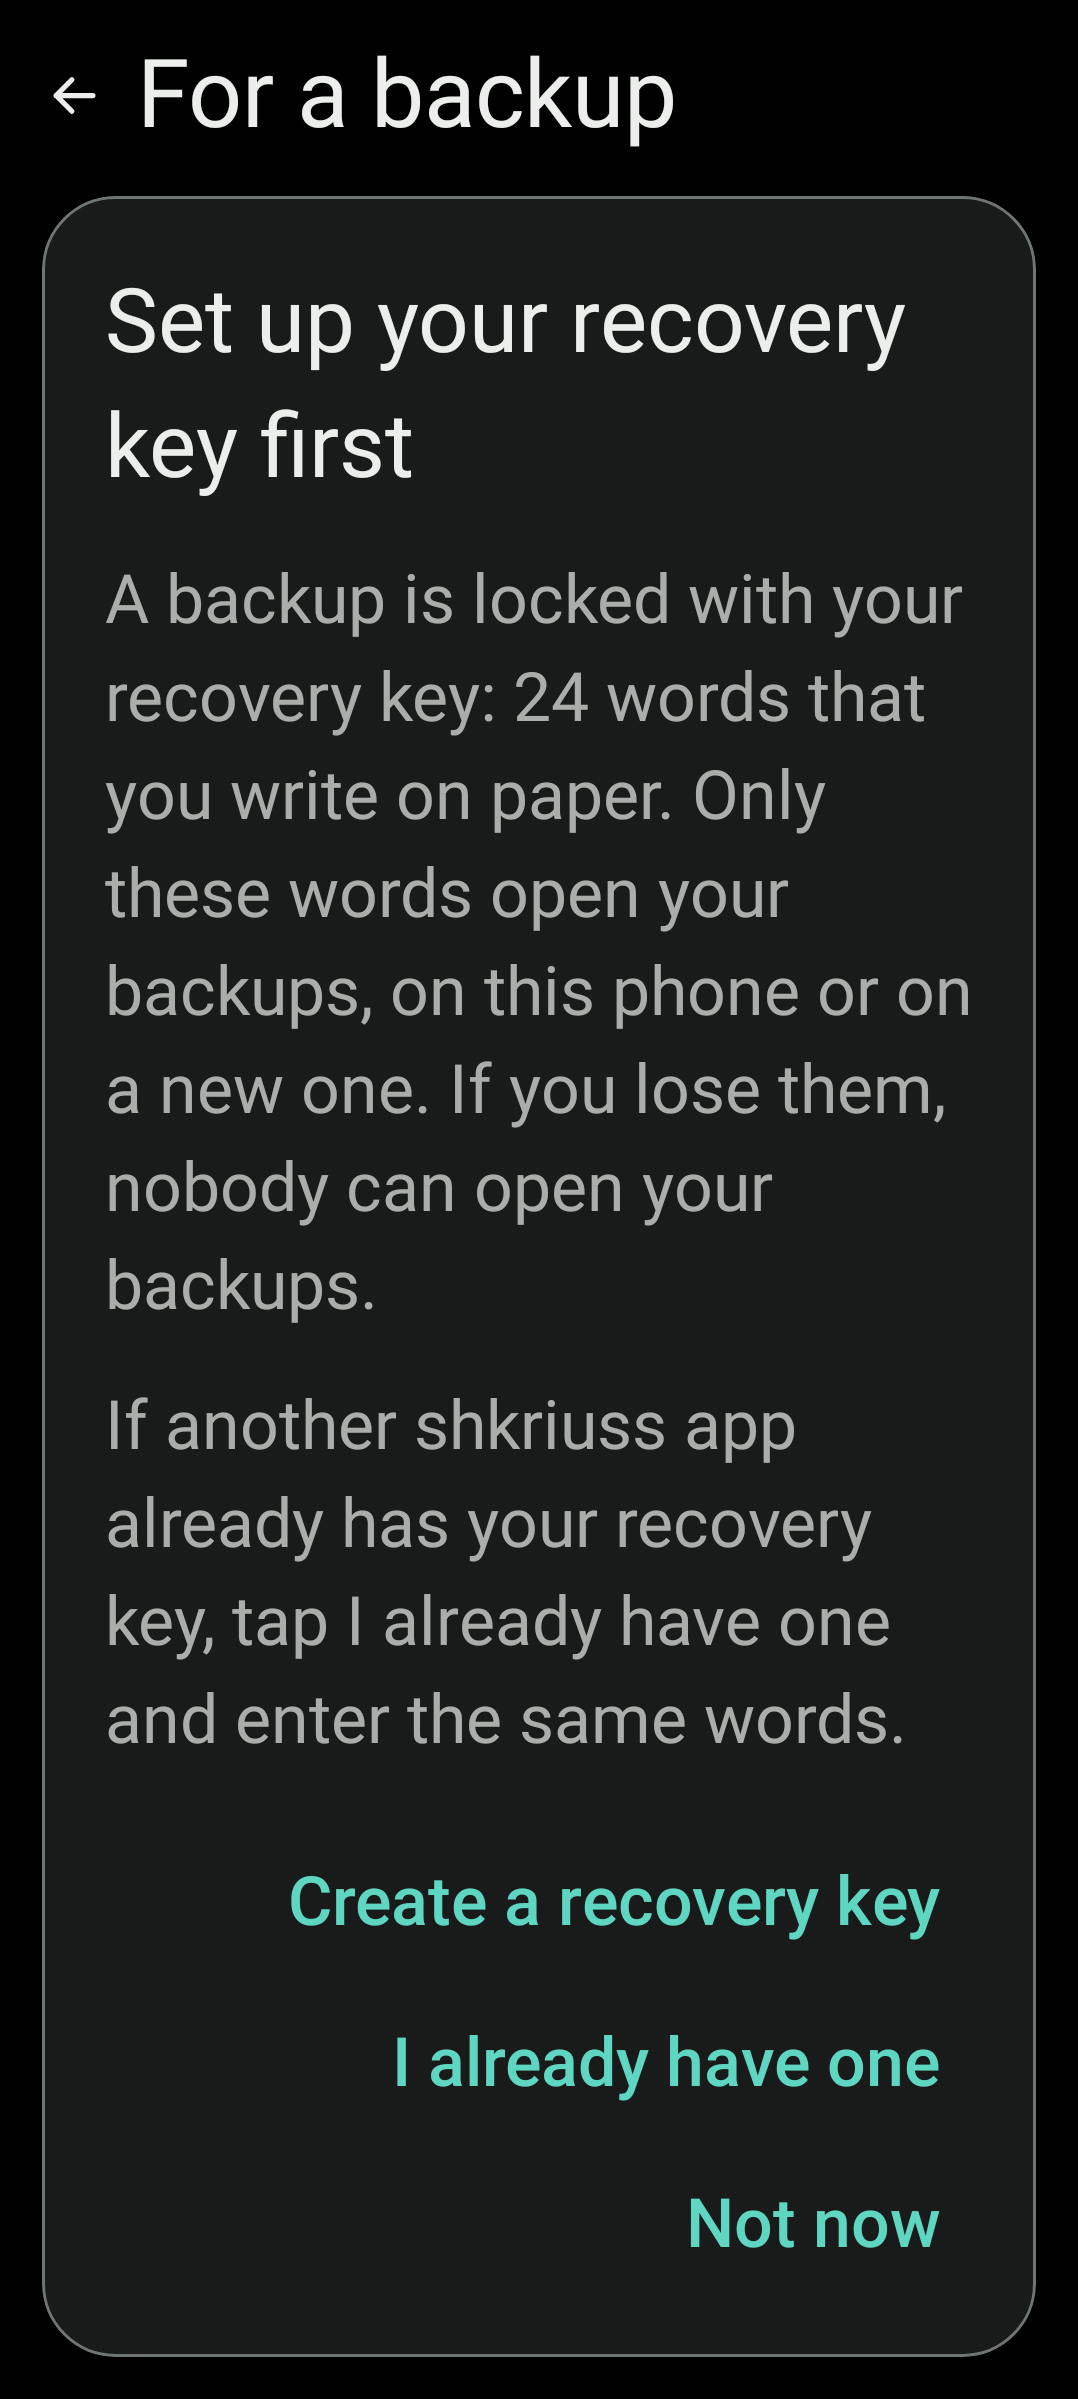 For a backup
Set up your recovery
key first
A backup is locked with your
recovery key: 24 words that
you write on paper. Only
these words open your
backups, on this phone or on
a new one. If you lose them,
nobody can open your
backups.
If another shkriuss app
already has your recovery
key, tap I already have one
and enter the same words.
Create a recovery key
I already have one
Not now